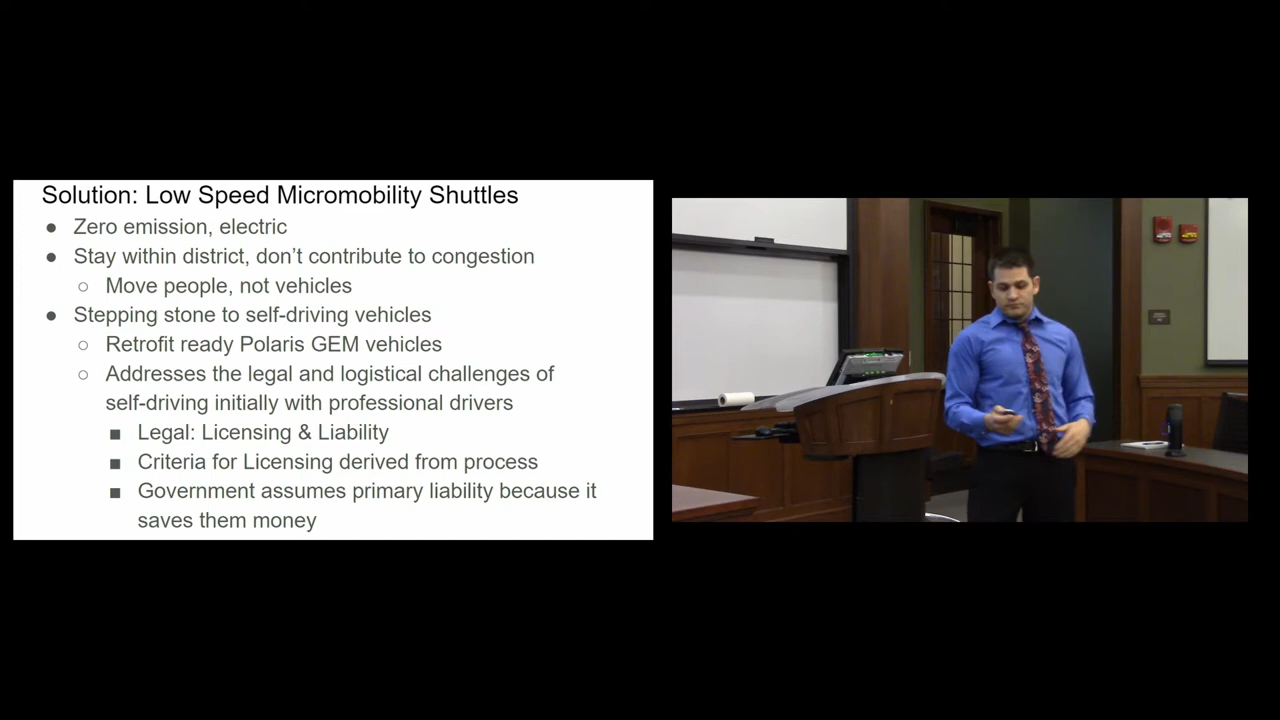 Solution: Low Speed Micromobility Shuttles
● Zero emission, electric
● Stay within district, don’t contribute to congestion
○ Move people, not vehicles
● Stepping stone to self-driving vehicles
○ Retrofit ready Polaris GEM vehicles
○ Addresses the legal and logistical challenges of
self-driving initially with professional drivers
■ Legal: Licensing & Liability
■ Criteria for Licensing derived from process
■ Government assumes primary liability because it
saves them money